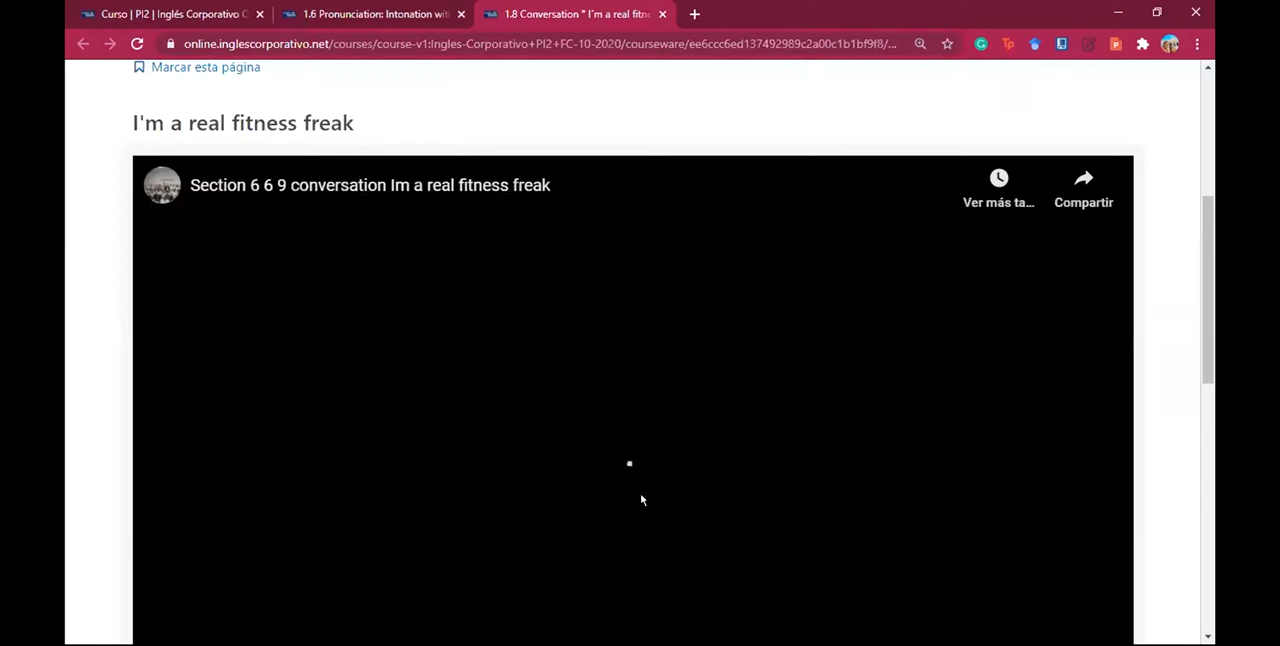 Curso | PI2 | Inglés Corporativo
1.6 Pronunciation: Intonation wit
1.8 Conversation " I'm a real fitn
online.inglescorporativo.net/courses/course-v1:Ingles-Corporativo+PI2+FC-10-2020/courseware/ee6ccc6ed137492989c2a00c1b1bf9f8/...
Marcar esta página
I'm a real fitness freak
Section 6 6 9 conversation Im a real fitness freak
Ver más ta...
Compartir